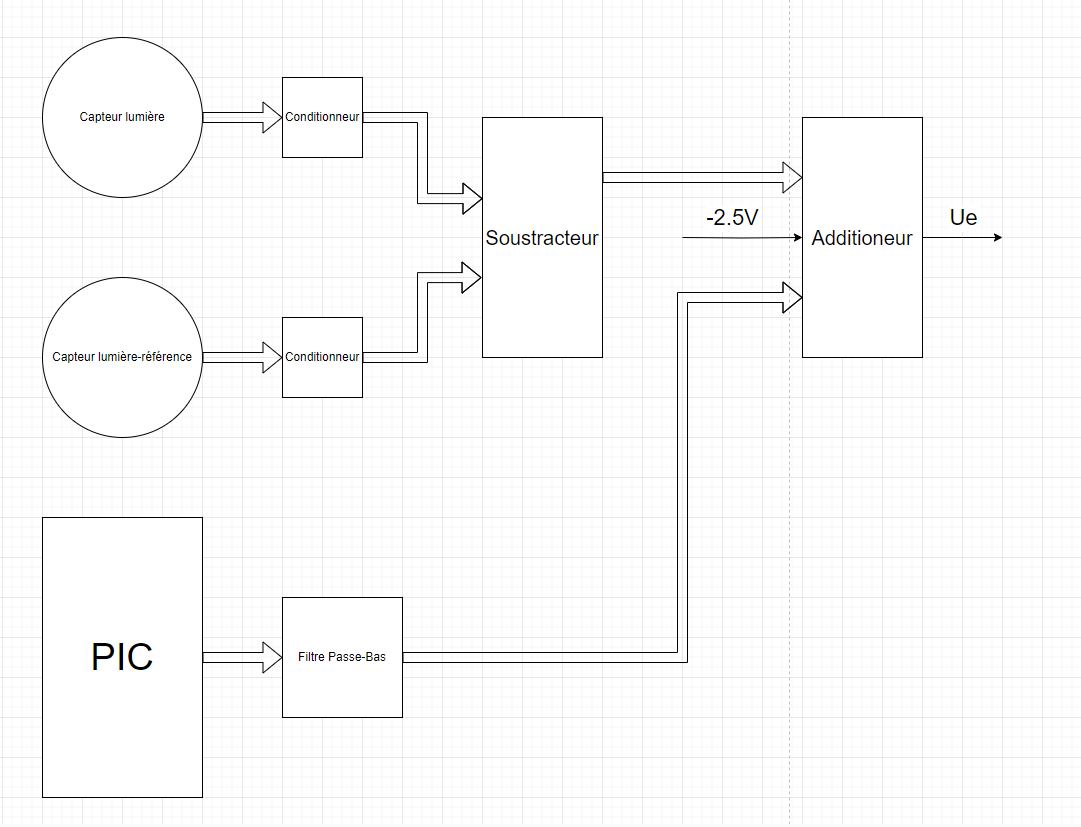 Capteur lumière
Conditionneur
Soustracteur
-2.5V
Additioneur
Ue
Capteur lumière-référence
Conditionneur
PIC
Filtre Passe-Bas